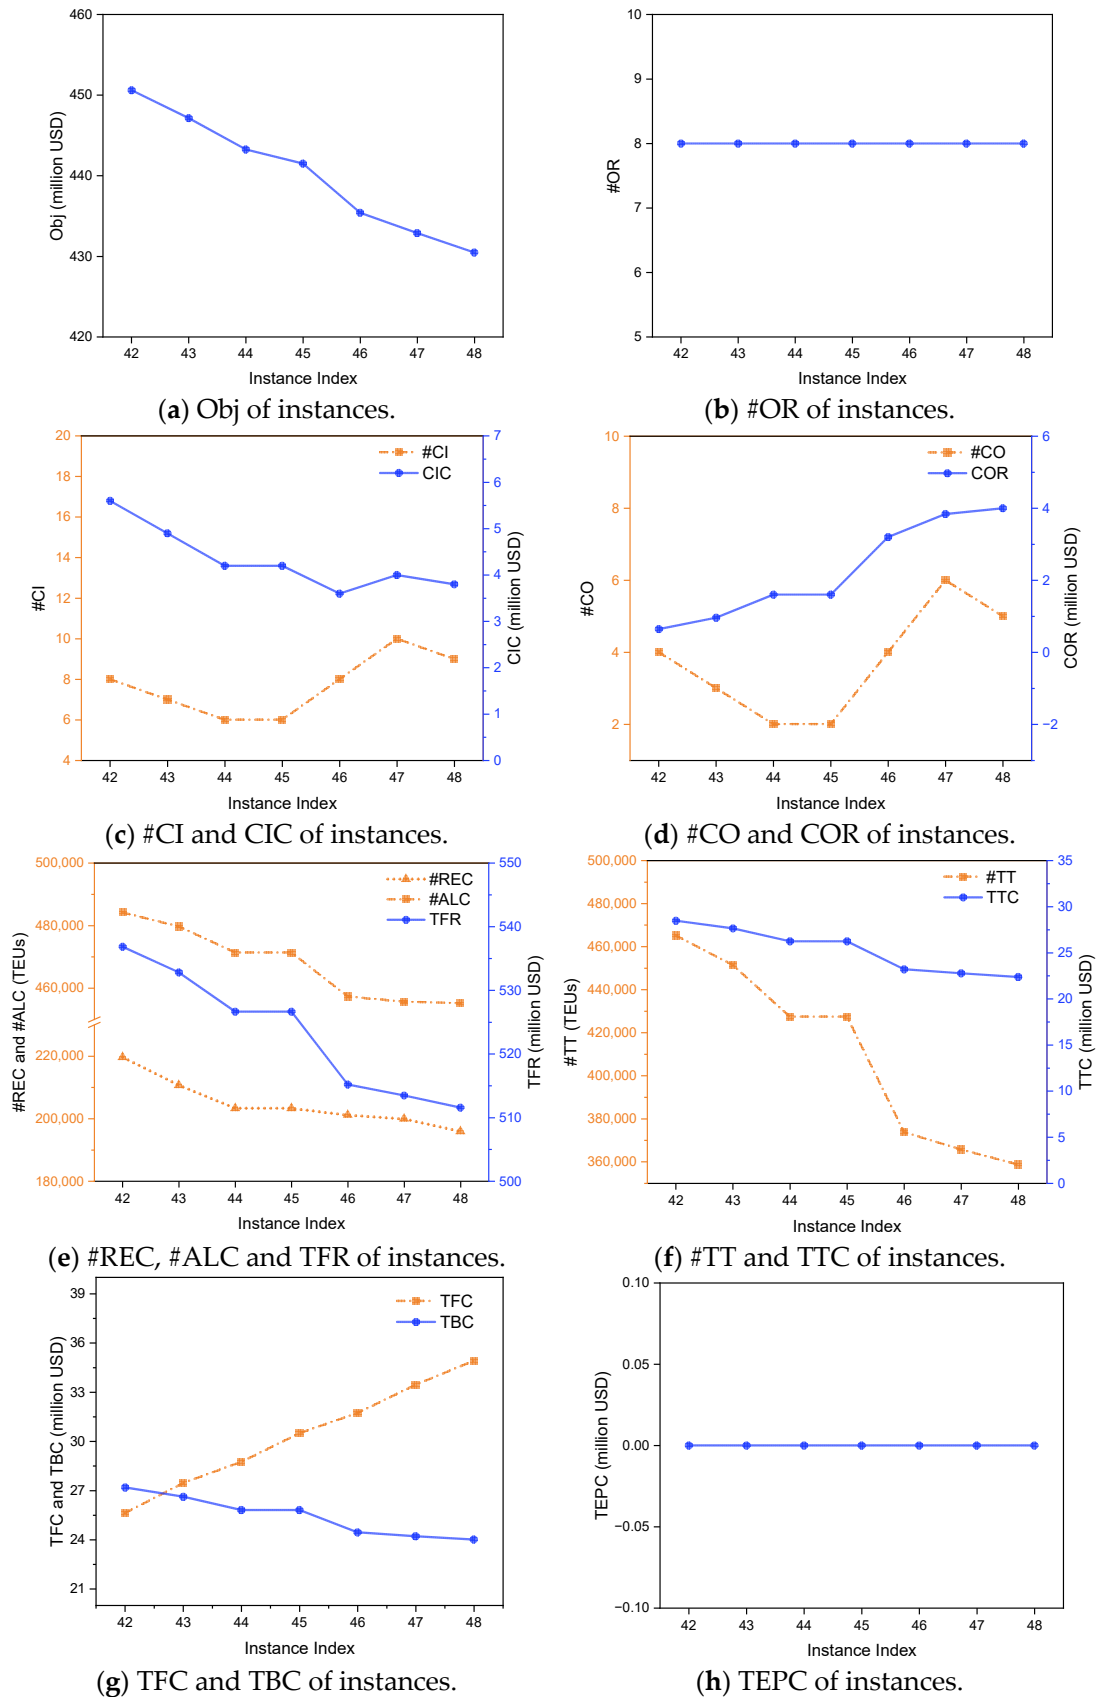 460
450
440
430
420
Obj (million USD)
42 43 44 45 46 47 48
Instance Index
(a) Obj of instances.
10
9
8
7
6
5
#OR
42 43 44 45 46 47 48
Instance Index
(b) #OR of instances.
20
18
16
14
12
10
8
6
4
#CI
#CI
CIC
7
6
5
4
3
2
1
0
CIC (million USD)
42 43 44 45 46 47 48
Instance Index
(c) #CI and CIC of instances.
10
8
6
4
2
#CO
#CO
COR
6
4
2
0
−2
COR (million USD)
42 43 44 45 46 47 48
Instance Index
(d) #CO and COR of instances.
500,000
480,000
460,000
220,000
200,000
180,000
#REC and #ALC (TEUs)
#REC
#ALC
TFR
550
540
530
520
510
500
TFR (million USD)
42 43 44 45 46 47 48
Instance Index
(e) #REC, #ALC and TFR of instances.
500,000
480,000
460,000
440,000
420,000
400,000
380,000
360,000
#TT (TEUs)
#TT
TTC
35
30
25
20
15
10
5
0
TTC (million USD)
42 43 44 45 46 47 48
Instance Index
(f) #TT and TTC of instances.
39
36
33
30
27
24
21
TFC and TBC (million USD)
TFC
TBC
42 43 44 45 46 47 48
Instance Index
(g) TFC and TBC of instances.
0.10
0.05
0.00
−0.05
−0.10
TEPC (million USD)
42 43 44 45 46 47 48
Instance Index
(h) TEPC of instances.